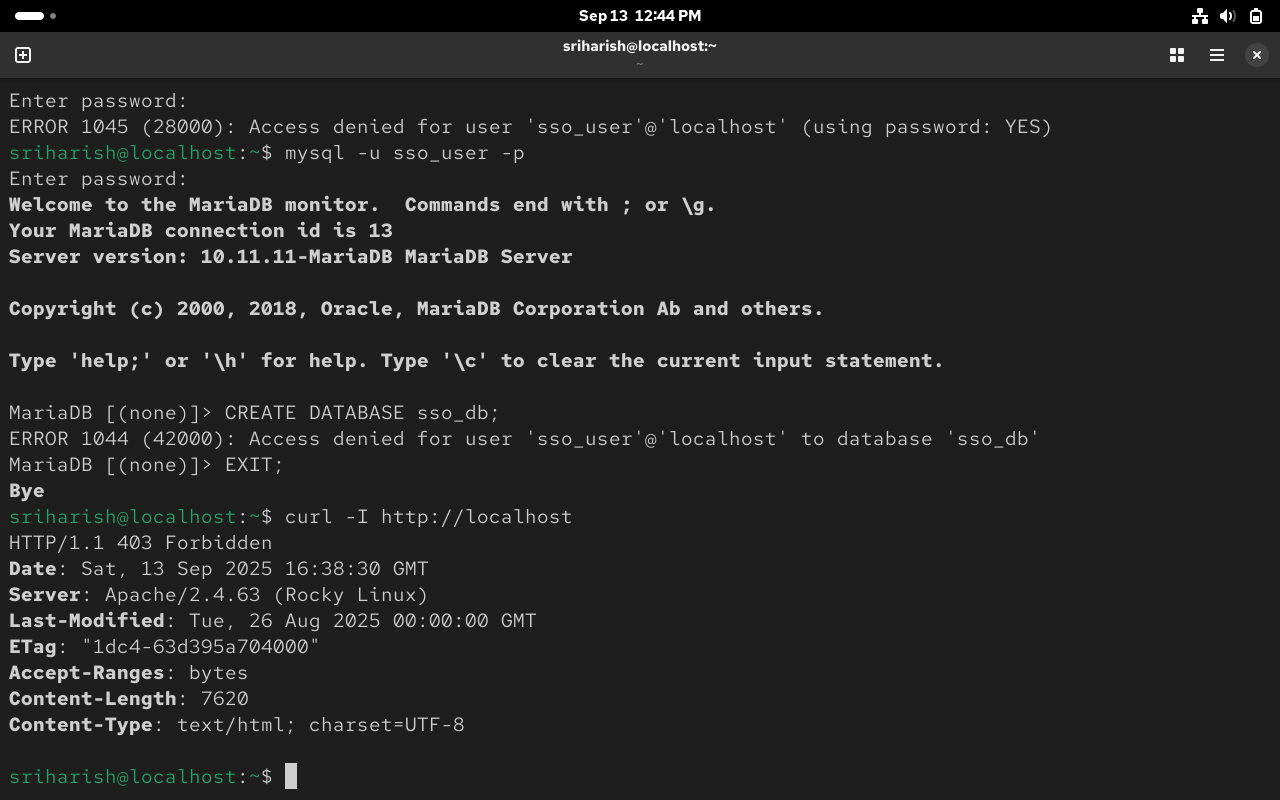 Sep 13 12:44 PM
sriharish@localhost:~
~
Enter password:
ERROR 1045 (28000): Access denied for user 'sso_user'@'localhost' (using password: YES)
sriharish@localhost:~$ mysql -u sso_user -p
Enter password:
Welcome to the MariaDB monitor.  Commands end with ; or \g.
Your MariaDB connection id is 13
Server version: 10.11.11-MariaDB MariaDB Server
Copyright (c) 2000, 2018, Oracle, MariaDB Corporation Ab and others.
Type 'help;' or '\h' for help. Type '\c' to clear the current input statement.
MariaDB [(none)]> CREATE DATABASE sso_db;
ERROR 1044 (42000): Access denied for user 'sso_user'@'localhost' to database 'sso_db'
MariaDB [(none)]> EXIT;
Bye
sriharish@localhost:~$ curl -I http://localhost
HTTP/1.1 403 Forbidden
Date: Sat, 13 Sep 2025 16:38:30 GMT
Server: Apache/2.4.63 (Rocky Linux)
Last-Modified: Tue, 26 Aug 2025 00:00:00 GMT
ETag: "1dc4-63d395a704000"
Accept-Ranges: bytes
Content-Length: 7620
Content-Type: text/html; charset=UTF-8
sriharish@localhost:~$